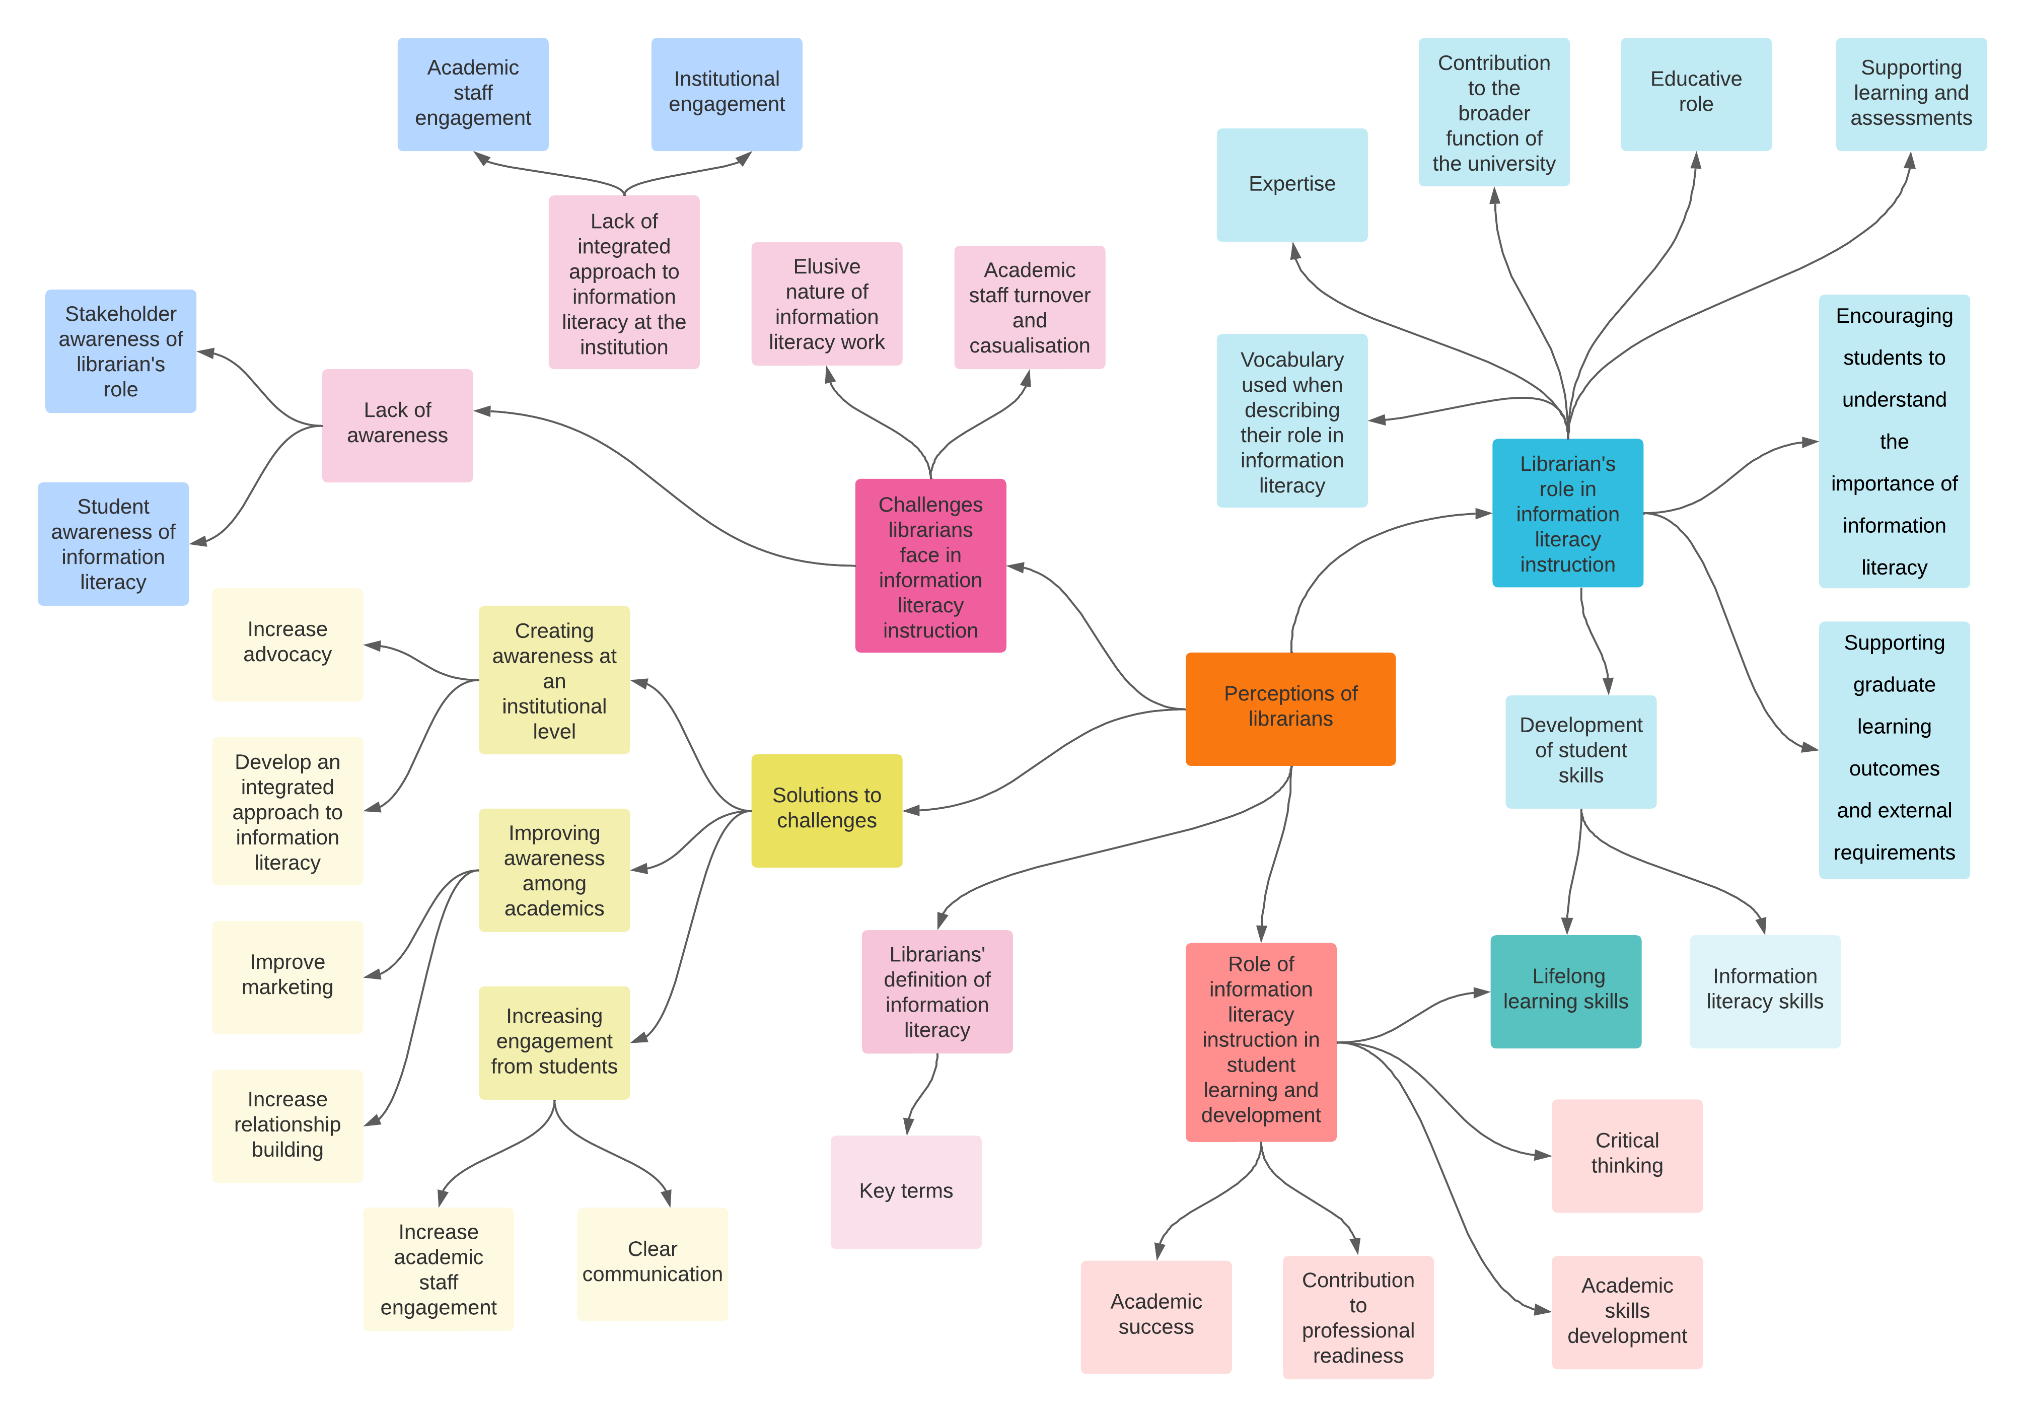 Academic
staff
engagement
Institutional
engagement
Contribution
to the
broader
function of
the university
Educative
role
Supporting
learning and
assessments
Expertise
Lack of
integrated
approach to
information
literacy at the
institution
Elusive
nature of
information
literacy work
Academic
staff turnover
and
casualisation
Stakeholder
awareness of
librarian's
role
Lack of
awareness
Vocabulary
used when
describing
their role in
information
literacy
Encouraging
students to
understand
the
importance of
information
literacy
Student
awareness of
information
literacy
Challenges
librarians
face in
information
literacy
instruction
Librarian's
role in
information
literacy
instruction
Increase
advocacy
Creating
awareness at
an
institutional
level
Perceptions of
librarians
Development
of student
skills
Supporting
graduate
learning
outcomes
and external
requirements
Develop an
integrated
approach to
information
literacy
Improving
awareness
among
academics
Solutions to
challenges
Improve
marketing
Increasing
engagement
from students
Librarians'
definition of
information
literacy
Role of
information
literacy
instruction in
student
learning and
development
Lifelong
learning skills
Information
literacy skills
Increase
relationship
building
Key terms
Critical
thinking
Increase
academic
staff
engagement
Clear
communication
Academic
success
Contribution
to
professional
readiness
Academic
skills
development